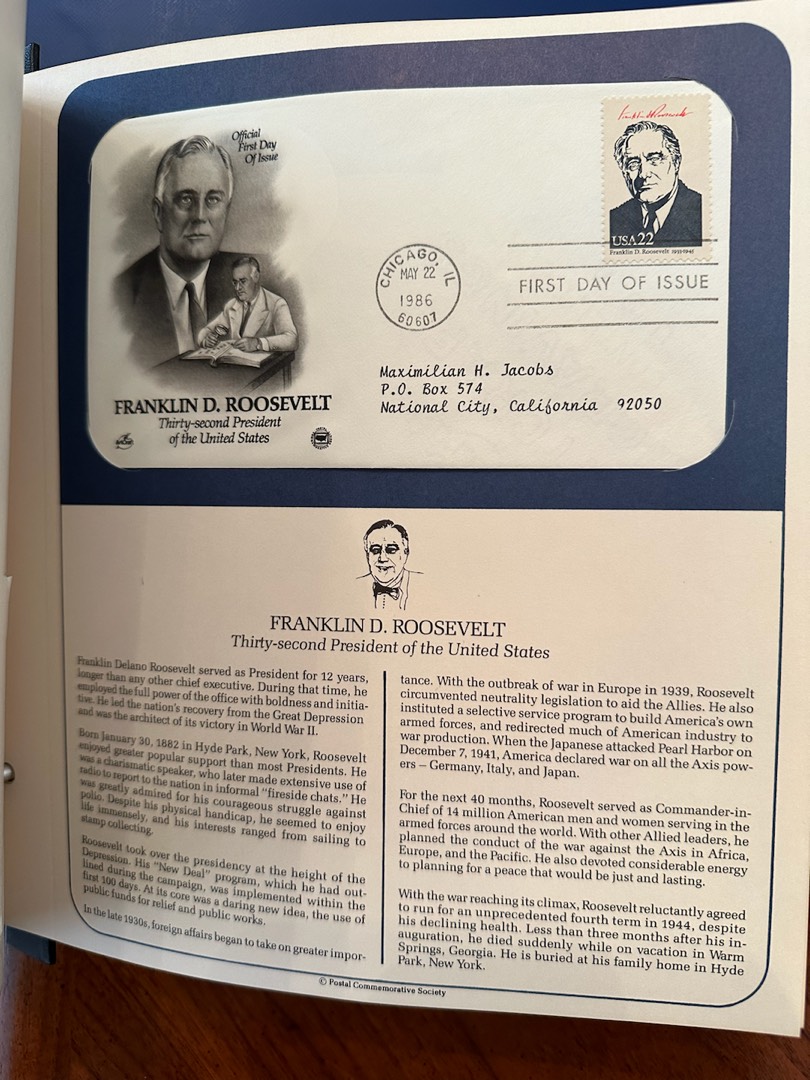 Official
First Day
Of Issue
Franklin D Roosevelt
USA22
Franklin D. Roosevelt 1933-1945
CHICAGO, IL
MAY 22
1986
60607
FIRST DAY OF ISSUE
Maximilian H. Jacobs
P.O. Box 574
National City, California 92050
FRANKLIN D. ROOSEVELT
Thirty-second President
of the United States
FRANKLIN D. ROOSEVELT
Thirty-second President of the United States
Franklin Delano Roosevelt served as President for 12 years,
longer than any other chief executive. During that time, he
employed the full power of the office with boldness and initia-
tive. He led the nation's recovery from the Great Depression
and was the architect of its victory in World War II.
Born January 30, 1882 in Hyde Park, New York, Roosevelt
enjoyed greater popular support than most Presidents. He
was a charismatic speaker, who later made extensive use of
radio to report to the nation in informal "fireside chats." He
was greatly admired for his courageous struggle against
polio. Despite his physical handicap, he seemed to enjoy
life immensely, and his interests ranged from sailing to
stamp collecting.
Roosevelt took over the presidency at the height of the
Depression. His "New Deal" program, which he had out-
lined during the campaign, was implemented within the
first 100 days. At its core was a daring new idea, the use of
public funds for relief and public works.
In the late 1930s, foreign affairs began to take on greater impor-
tance. With the outbreak of war in Europe in 1939, Roosevelt
circumvented neutrality legislation to aid the Allies. He also
instituted a selective service program to build America's own
armed forces, and redirected much of American industry to
war production. When the Japanese attacked Pearl Harbor on
December 7, 1941, America declared war on all the Axis pow-
ers – Germany, Italy, and Japan.
For the next 40 months, Roosevelt served as Commander-in-
Chief of 14 million American men and women serving in the
armed forces around the world. With other Allied leaders, he
planned the conduct of the war against the Axis in Africa,
Europe, and the Pacific. He also devoted considerable energy
to planning for a peace that would be just and lasting.
With the war reaching its climax, Roosevelt reluctantly agreed
to run for an unprecedented fourth term in 1944, despite
his declining health. Less than three months after his in-
auguration, he died suddenly while on vacation in Warm
Springs, Georgia. He is buried at his family home in Hyde
Park, New York.
© Postal Commemorative Society